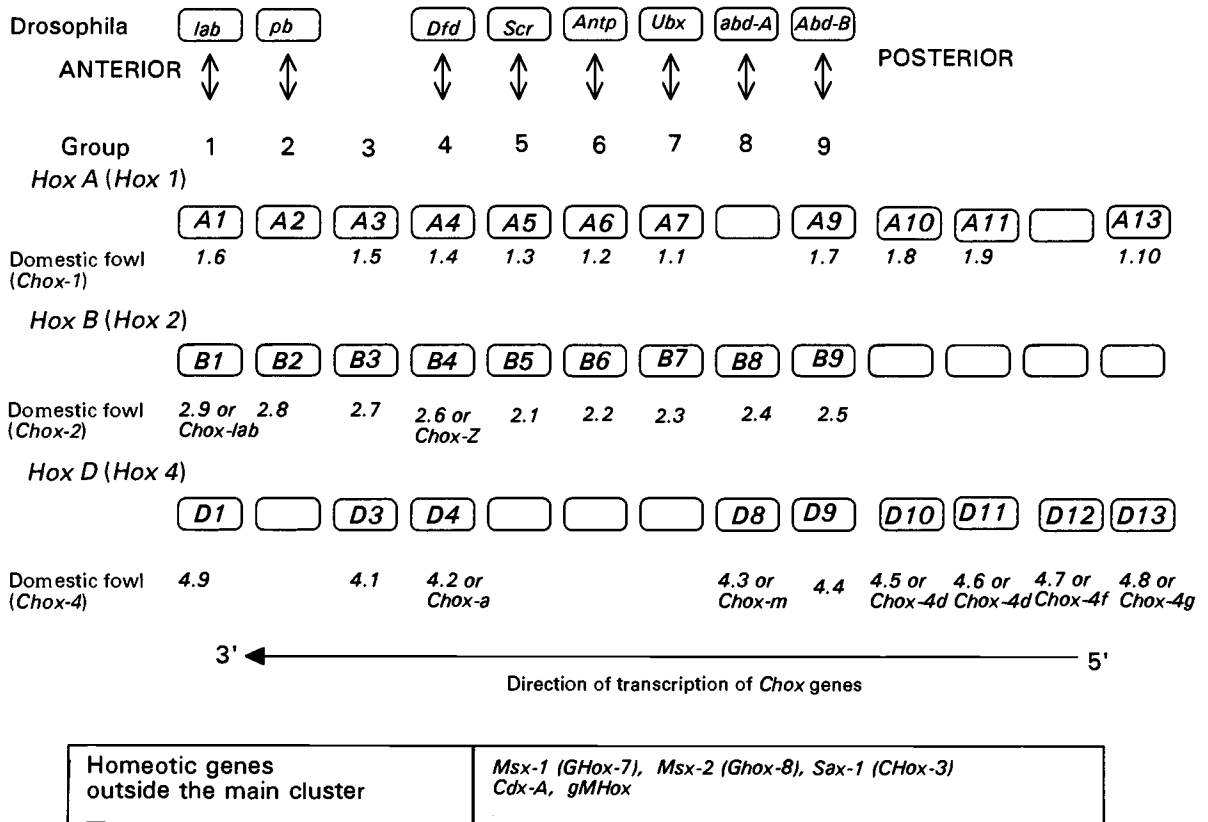 Drosophila lab pb Dfd Scr Antp Ubx abd-A Abd-B
ANTERIOR POSTERIOR
Group 1 2 3 4 5 6 7 8 9
Hox A (Hox 1)
A1 A2 A3 A4 A5 A6 A7 A9 A10 A11 A13
Domestic fowl 1.6 1.5 1.4 1.3 1.2 1.1 1.7 1.8 1.9 1.10
(Chox-1)
Hox B (Hox 2)
B1 B2 B3 B4 B5 B6 B7 B8 B9
Domestic fowl 2.9 or 2.8 2.7 2.6 or 2.1 2.2 2.3 2.4 2.5
(Chox-2) Chox-lab Chox-Z
Hox D (Hox 4)
D1 D3 D4 D8 D9 D10 D11 D12 D13
Domestic fowl 4.9 4.1 4.2 or 4.3 or 4.4 4.5 or 4.6 or 4.7 or 4.8 or
(Chox-4) Chox-a Chox-m Chox-4d Chox-4d Chox-4f Chox-4g
3' 5'
Direction of transcription of Chox genes
Homeotic genes Msx-1 (GHox-7), Msx-2 (Ghox-8), Sax-1 (CHox-3)
outside the main cluster Cdx-A, gMHox